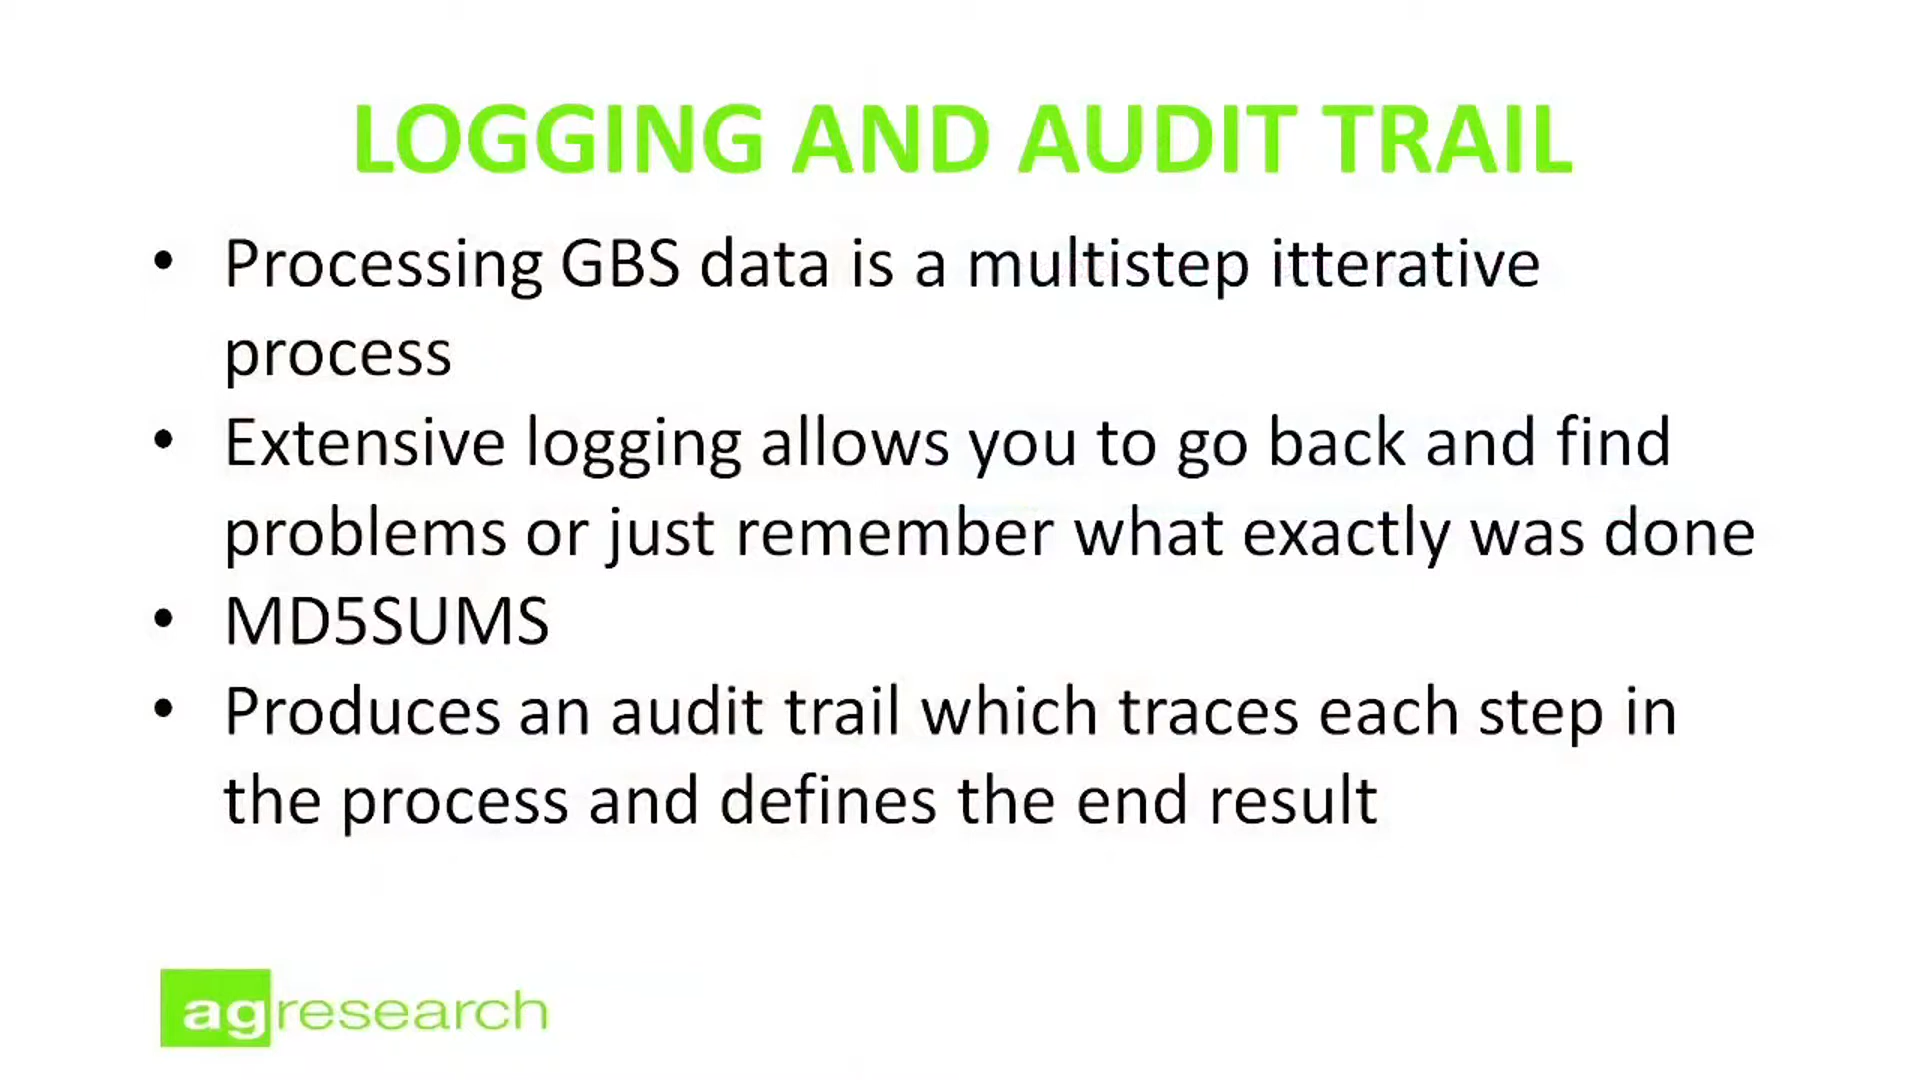 LOGGING AND AUDIT TRAIL
• Processing GBS data is a multistep itterative
process
• Extensive logging allows you to go back and find
problems or just remember what exactly was done
• MD5SUMS
• Produces an audit trail which traces each step in
the process and defines the end result
agresearch